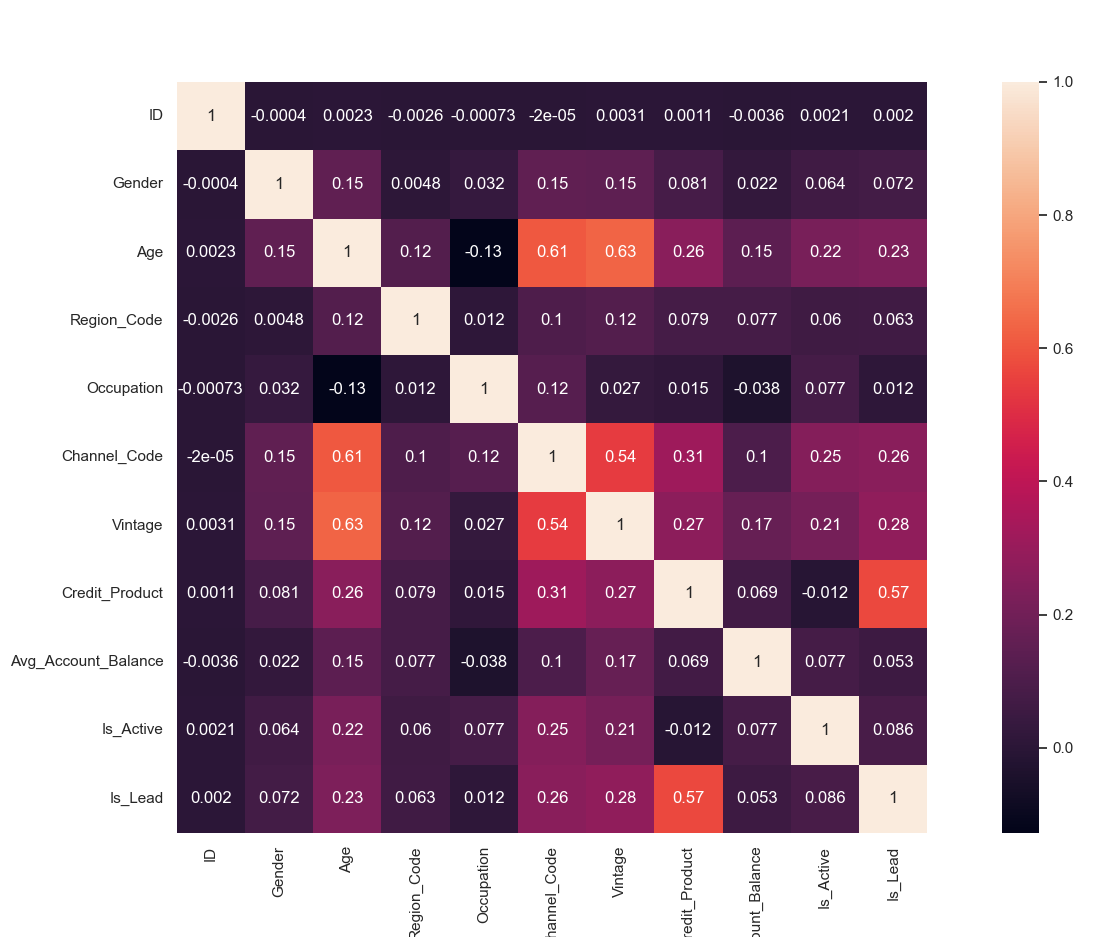 1.0
ID 1 -0.0004 0.0023 -0.0026 -0.00073 -2e-05 0.0031 0.0011 -0.0036 0.0021 0.002
Gender -0.0004 1 0.15 0.0048 0.032 0.15 0.15 0.081 0.022 0.064 0.072
0.8
Age 0.0023 0.15 1 0.12 -0.13 0.61 0.63 0.26 0.15 0.22 0.23
Region_Code -0.0026 0.0048 0.12 1 0.012 0.1 0.12 0.079 0.077 0.06 0.063
0.6
Occupation -0.00073 0.032 -0.13 0.012 1 0.12 0.027 0.015 -0.038 0.077 0.012
Channel_Code -2e-05 0.15 0.61 0.1 0.12 1 0.54 0.31 0.1 0.25 0.26
0.4
Vintage 0.0031 0.15 0.63 0.12 0.027 0.54 1 0.27 0.17 0.21 0.28
Credit_Product 0.0011 0.081 0.26 0.079 0.015 0.31 0.27 1 0.069 -0.012 0.57
0.2
Avg_Account_Balance -0.0036 0.022 0.15 0.077 -0.038 0.1 0.17 0.069 1 0.077 0.053
Is_Active 0.0021 0.064 0.22 0.06 0.077 0.25 0.21 -0.012 0.077 1 0.086
0.0
Is_Lead 0.002 0.072 0.23 0.063 0.012 0.26 0.28 0.57 0.053 0.086 1
ID
Gender
Age
Region_Code
Occupation
hannel_Code
Vintage
redit_Product
ount_Balance
Is_Active
Is_Lead